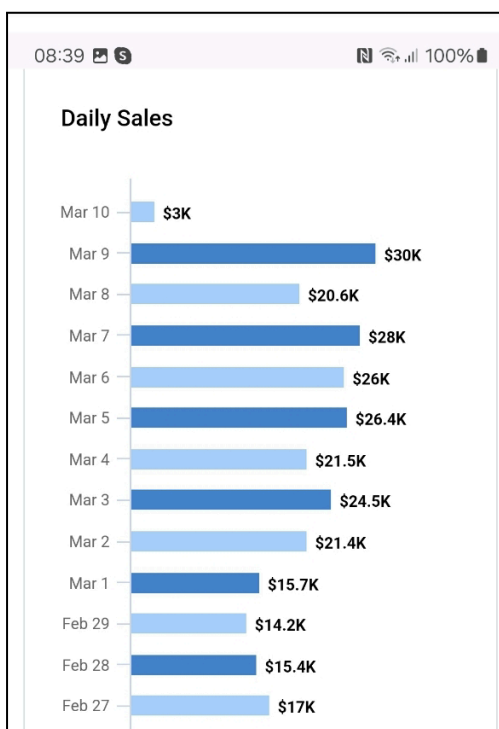 08:39 100%
Daily Sales
Mar 10 $3K
Mar 9 $30K
Mar 8 $20.6K
Mar 7 $28K
Mar 6 $26K
Mar 5 $26.4K
Mar 4 $21.5K
Mar 3 $24.5K
Mar 2 $21.4K
Mar 1 $15.7K
Feb 29 $14.2K
Feb 28 $15.4K
Feb 27 $17K